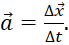 a⃗ = Δx⃗/Δt.